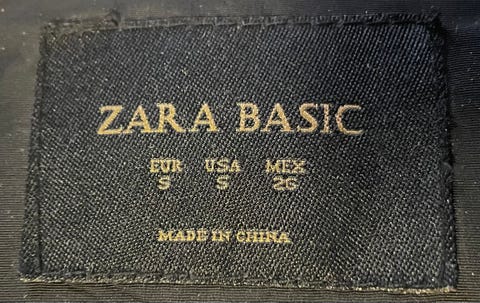 ZARA BASIC
EUR USA MEX
S S 26
MADE IN CHINA